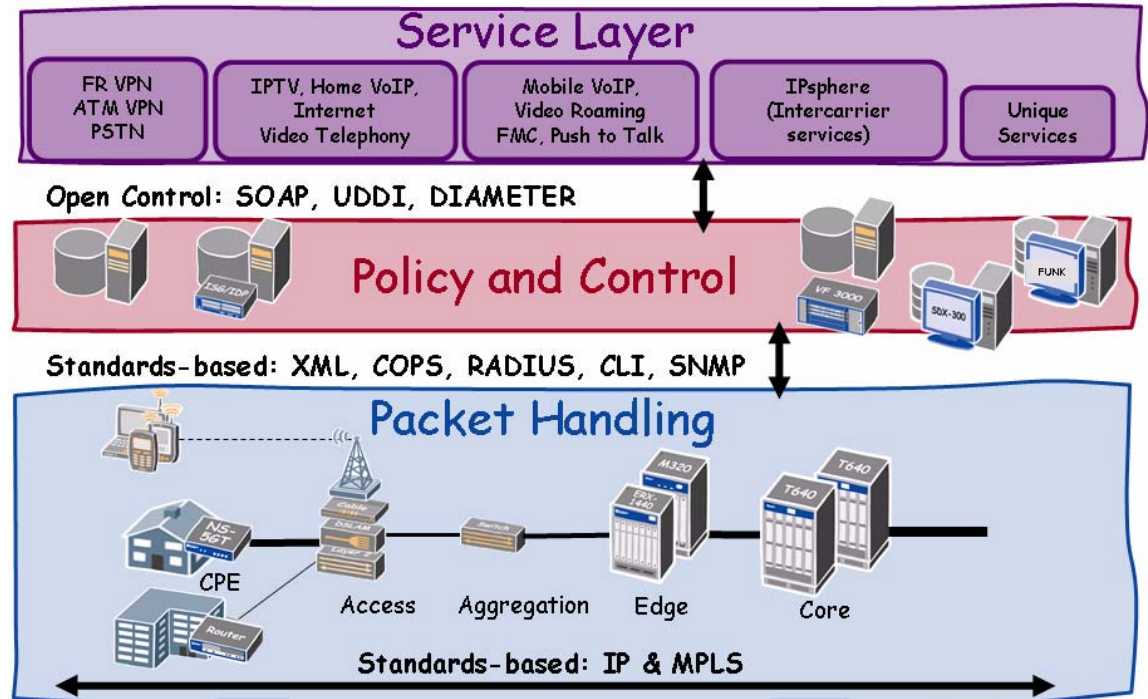 Service Layer
FR VPN
ATM VPN
PSTN
IPTV, Home VoIP,
Internet
Video Telephony
Mobile VoIP,
Video Roaming
FMC, Push to Talk
IPsphere
(Intercarrier
services)
Unique
Services
Open Control: SOAP, UDDI, DIAMETER
Policy and Control
ISG/IDP
VF 3000
SDX-300
FUNK
Standards-based: XML, COPS, RADIUS, CLI, SNMP
Packet Handling
NS-
5GT
CPE
Router
Cable
DSLAM
Layer 2
Access
Switch
Aggregation
M320
ERX-
1440
Edge
T640
T640
Core
Standards-based: IP & MPLS